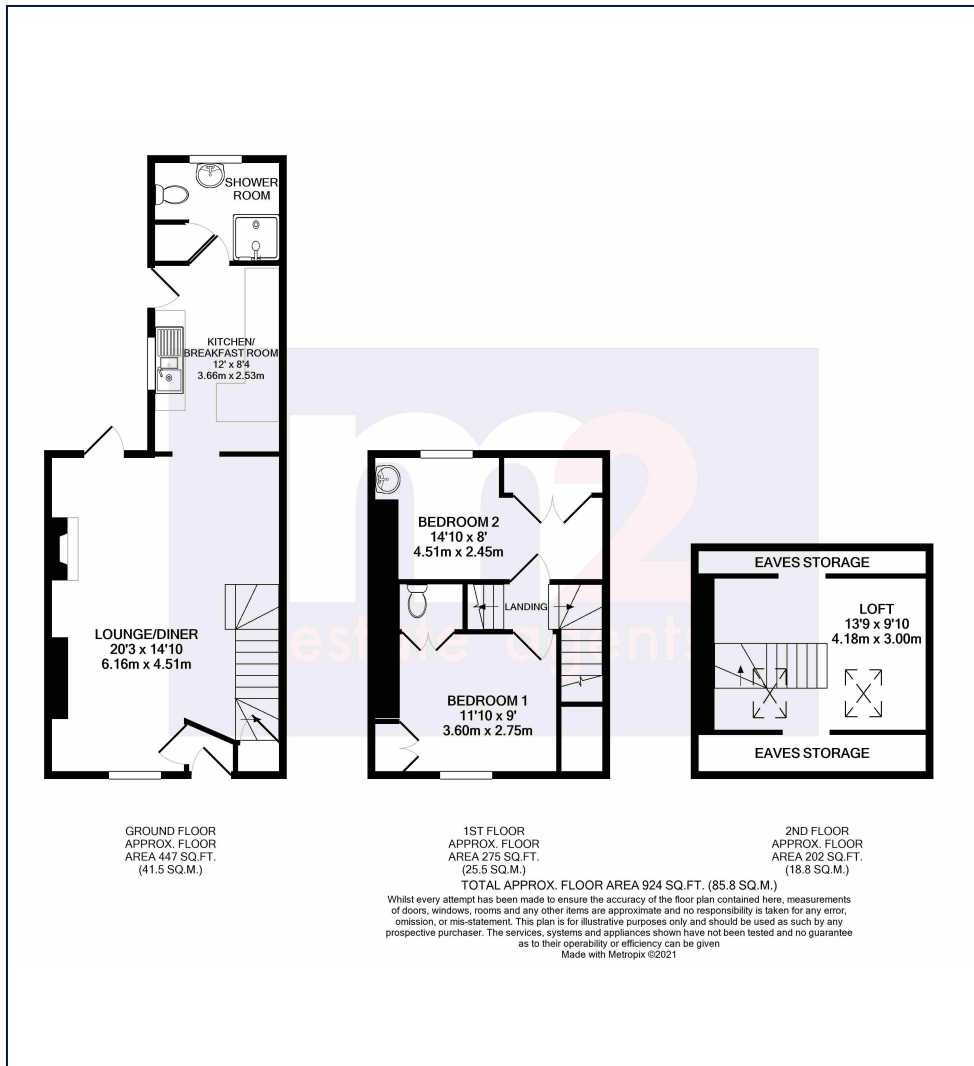 SHOWER
ROOM
KITCHEN/
BREAKFAST ROOM
12' x 8'4
3.66m x 2.53m
LOUNGE/DINER
20'3 x 14'10
6.16m x 4.51m
BEDROOM 2
14'10 x 8'
4.51m x 2.45m
LANDING
BEDROOM 1
11'10 x 9'
3.60m x 2.75m
EAVES STORAGE
LOFT
13'9 x 9'10
4.18m x 3.00m
EAVES STORAGE
m2
estate agents
GROUND FLOOR
APPROX. FLOOR
AREA 447 SQ.FT.
(41.5 SQ.M.)
1ST FLOOR
APPROX. FLOOR
AREA 275 SQ.FT.
(25.5 SQ.M.)
2ND FLOOR
APPROX. FLOOR
AREA 202 SQ.FT.
(18.8 SQ.M.)
TOTAL APPROX. FLOOR AREA 924 SQ.FT. (85.8 SQ.M.)
Whilst every attempt has been made to ensure the accuracy of the floor plan contained here, measurements
of doors, windows, rooms and any other items are approximate and no responsibility is taken for any error,
omission, or mis-statement. This plan is for illustrative purposes only and should be used as such by any
prospective purchaser. The services, systems and appliances shown have not been tested and no guarantee
as to their operability or efficiency can be given
Made with Metropix ©2021